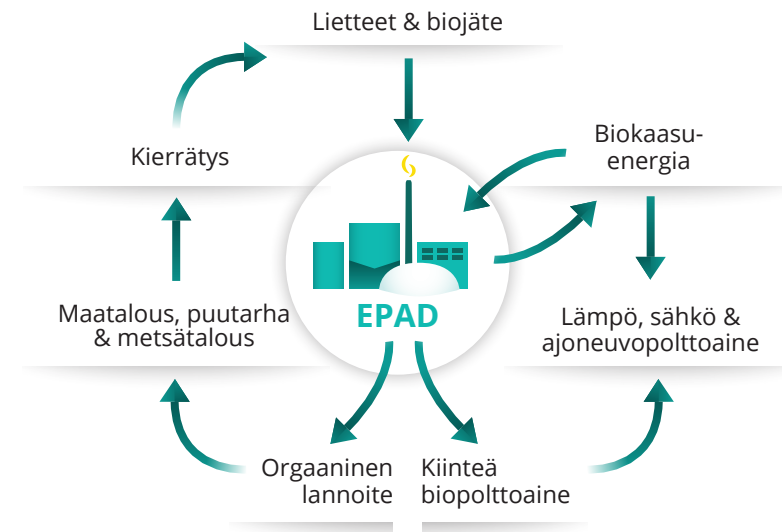 Lietteet & biojäte
Kierrätys
Biokaasu-
energia
EPAD
Maatalous, puutarha
& metsätalous
Lämpö, sähkö &
ajoneuvopolttoaine
Orgaaninen
lannoite
Kiinteä
biopolttoaine